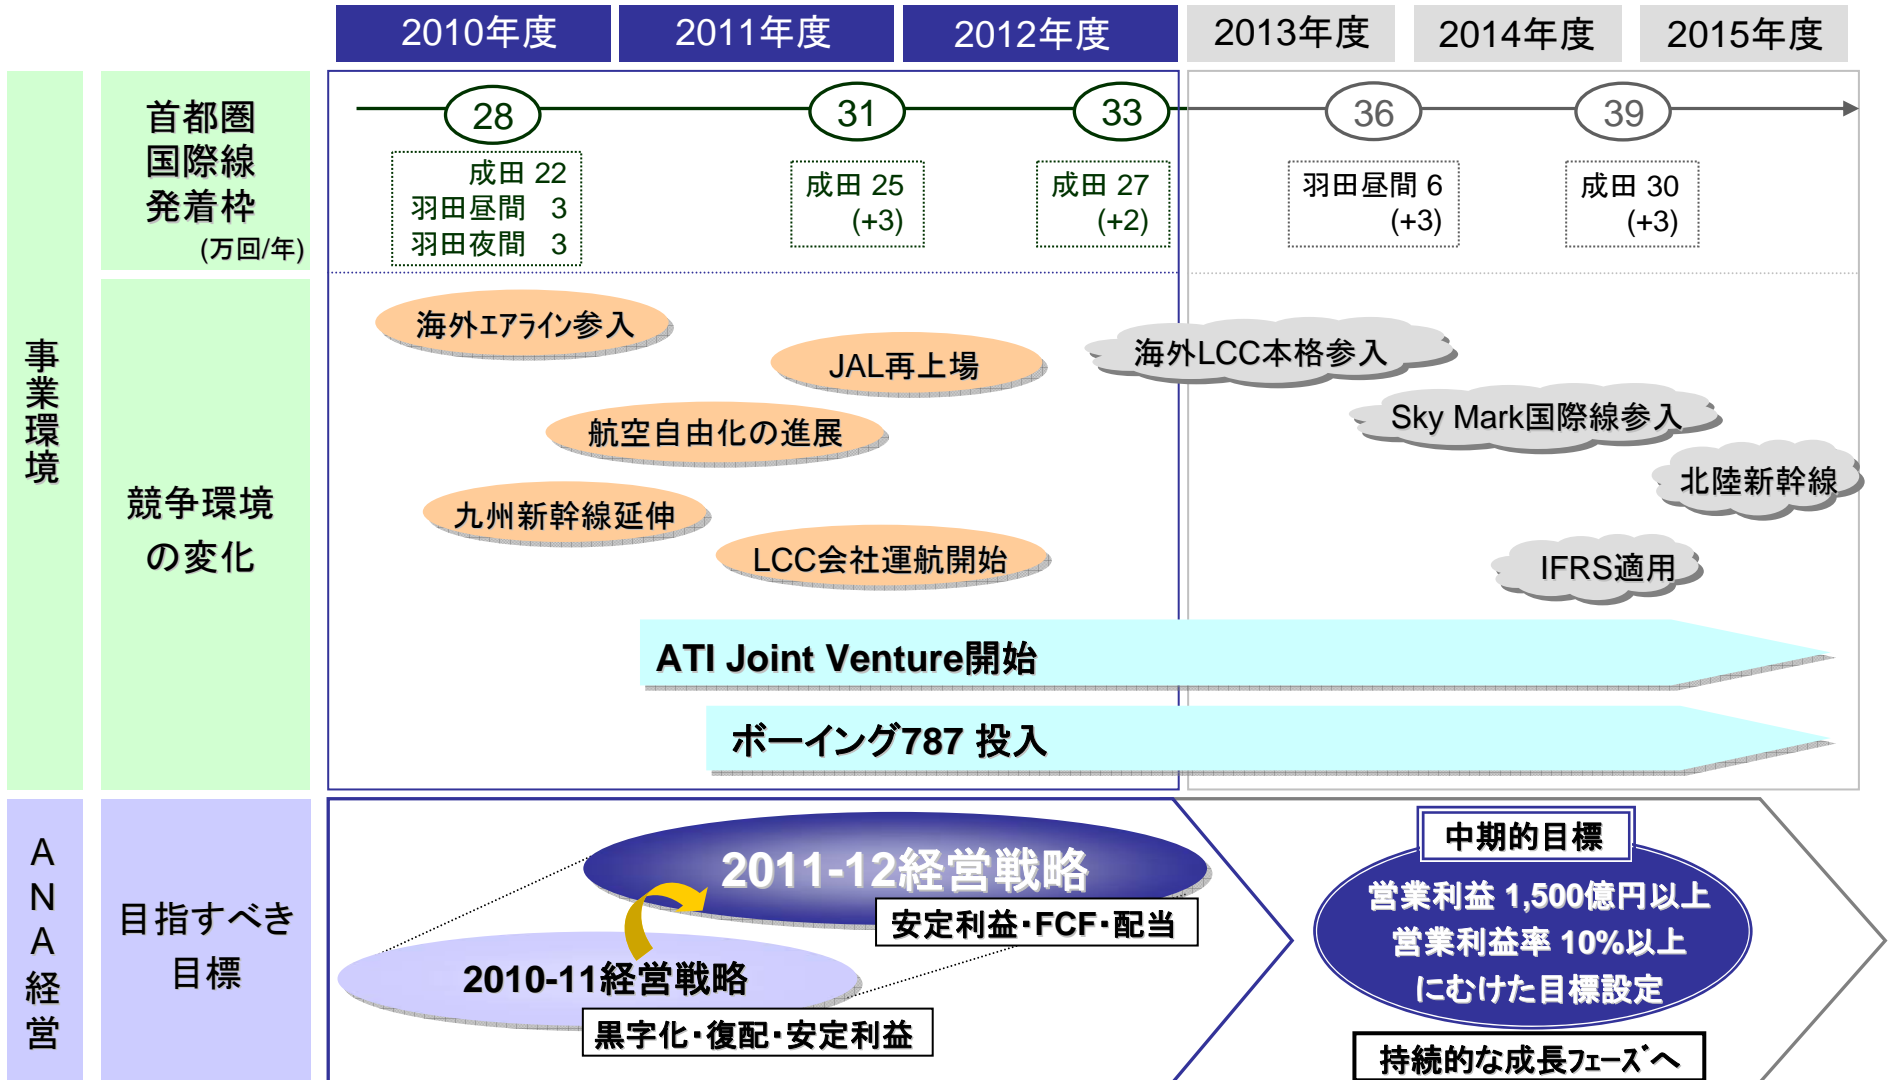 2010年度 2011年度 2012年度 2013年度 2014年度 2015年度
事業環境
首都圏
国際線
発着枠
(万回/年)
28 31 33 36 39
成田 22
羽田昼間 3
羽田夜間 3
成田 25
(+3)
成田 27
(+2)
羽田昼間 6
(+3)
成田 30
(+3)
競争環境
の変化
海外エアライン参入
JAL再上場
海外LCC本格参入
航空自由化の進展
Sky Mark国際線参入
北陸新幹線
九州新幹線延伸
LCC会社運航開始
IFRS適用
ATI Joint Venture開始
ボーイング787 投入
ANA経営
目指すべき
目標
2011-12経営戦略
安定利益・FCF・配当
2010-11経営戦略
黒字化・復配・安定利益
中期的目標
営業利益 1,500億円以上
営業利益率 10%以上
にむけた目標設定
持続的な成長フェーズへ